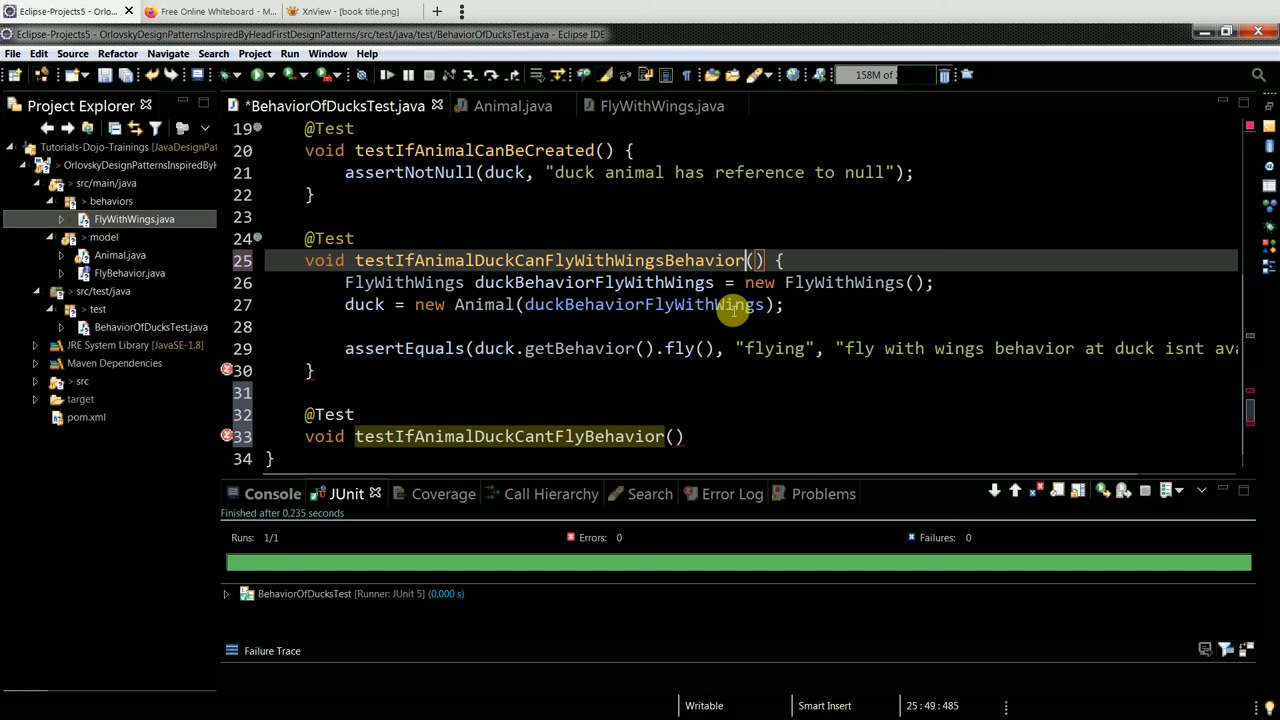 Eclipse-Projects5 - Orlo...
Free Online Whiteboard - M...
XnView - [book title.png]
Eclipse-Projects5 - OrlovskyDesignPatternsInspiredByHeadFirstDesignPatterns/src/test/java/test/BehaviorOfDucksTest.java - Eclipse IDE
File Edit Source Refactor Navigate Search Project Run Window Help
158M of
Project Explorer
*BehaviorOfDucksTest.java Animal.java FlyWithWings.java
Tutorials-Dojo-Trainings [JavaDesignPat
OrlovskyDesignPatternsInspiredByH
src/main/java
behaviors
FlyWithWings.java
model
Animal.java
FlyBehavior.java
src/test/java
test
BehaviorOfDucksTest.java
JRE System Library [JavaSE-1.8]
Maven Dependencies
src
target
pom.xml
19 @Test
20 void testIfAnimalCanBeCreated() {
21 assertNotNull(duck, "duck animal has reference to null");
22 }
23
24 @Test
25 void testIfAnimalDuckCanFlyWithWingsBehavior() {
26 FlyWithWings duckBehaviorFlyWithWings = new FlyWithWings();
27 duck = new Animal(duckBehaviorFlyWithWings);
28
29 assertEquals(duck.getBehavior().fly(), "flying", "fly with wings behavior at duck isnt ava
30 }
31
32 @Test
33 void testIfAnimalDuckCantFlyBehavior()
34 }
Console JUnit Coverage Call Hierarchy Search Error Log Problems
Finished after 0,235 seconds
Runs: 1/1 Errors: 0 Failures: 0
BehaviorOfDucksTest [Runner: JUnit 5] (0,000 s)
Failure Trace
Writable Smart Insert 25 : 49 : 485